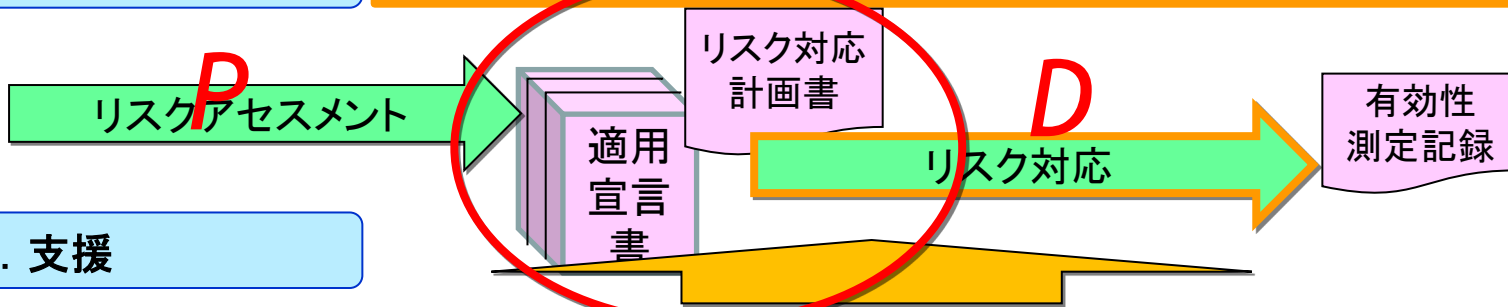 リスク対応
計画書
P
D
リスクアセスメント
適用
宣言
書
リスク対応
有効性
測定記録
. 支援